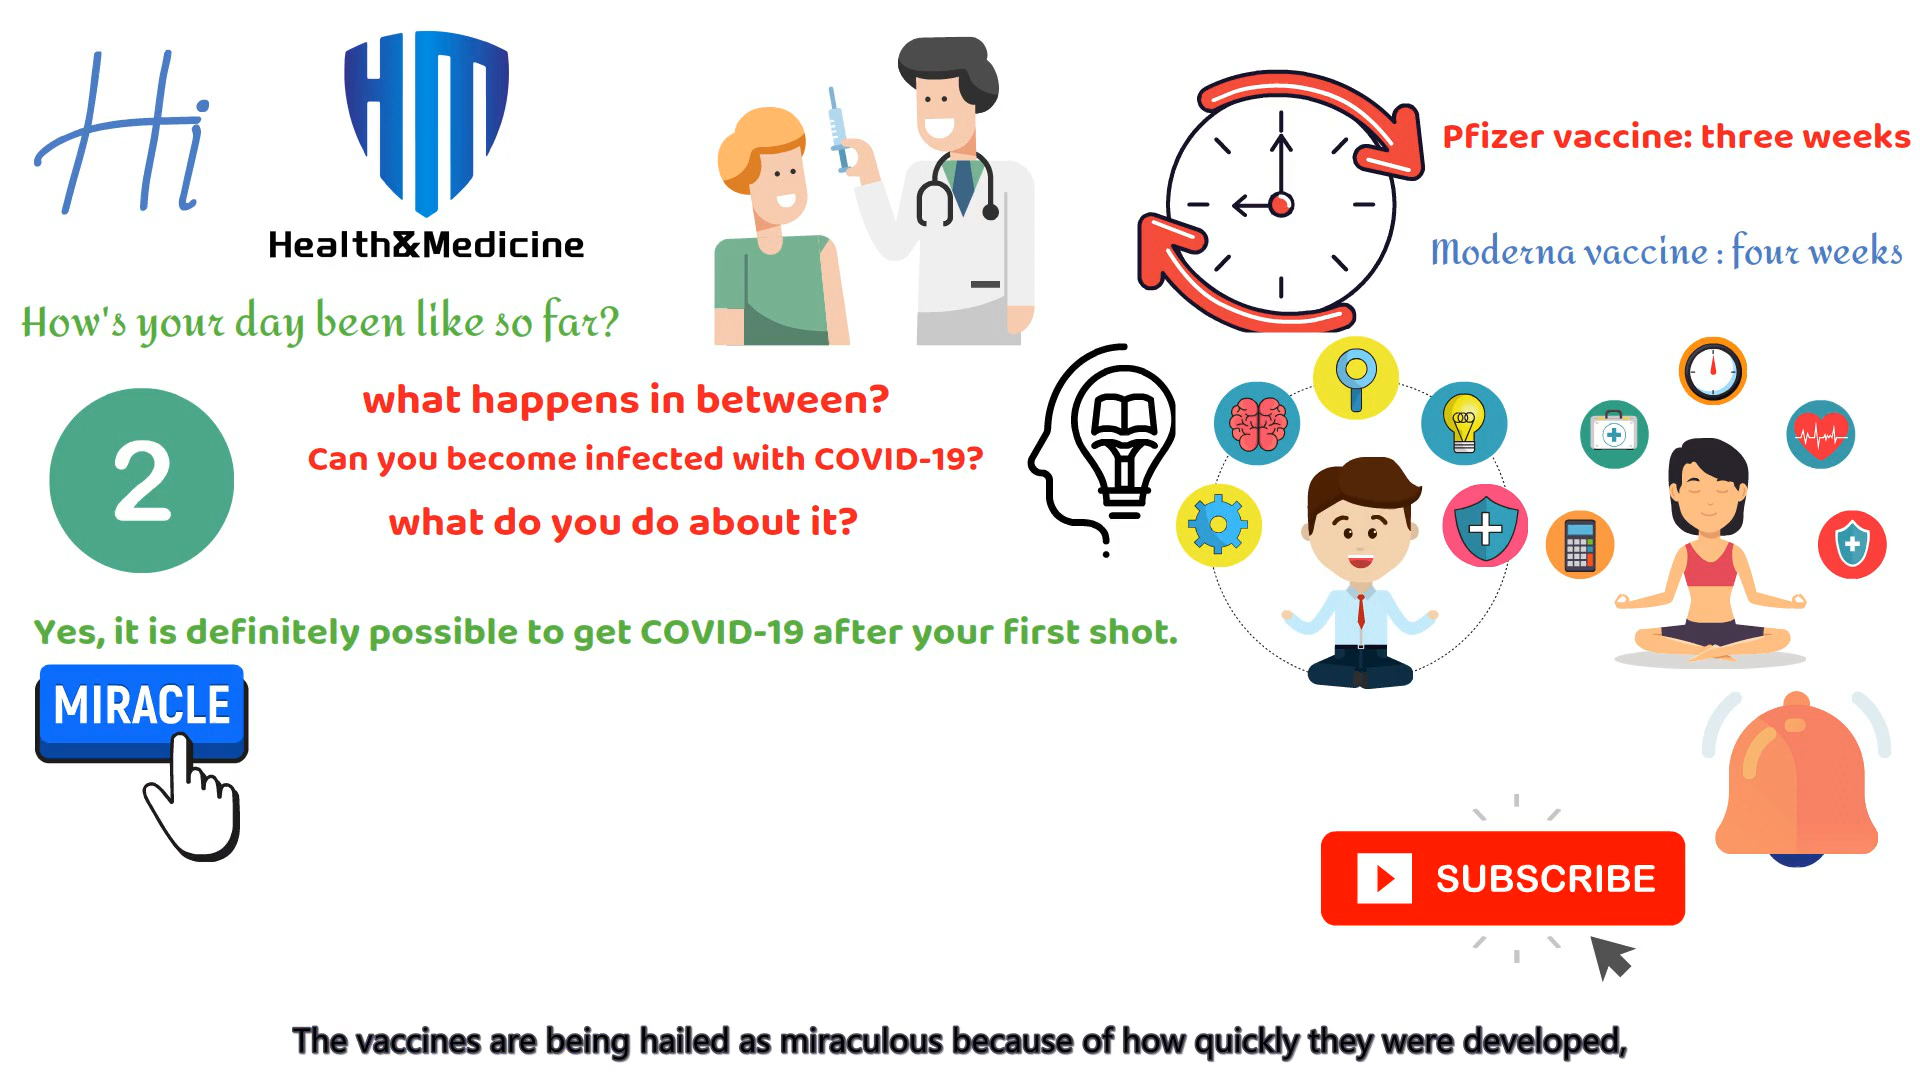 Hi
HM
Health&Medicine
How's your day been like so far?
Pfizer vaccine: three weeks
Moderna vaccine : four weeks
2
what happens in between?
Can you become infected with COVID-19?
what do you do about it?
Yes, it is definitely possible to get COVID-19 after your first shot.
MIRACLE
SUBSCRIBE
The vaccines are being hailed as miraculous because of how quickly they were developed,